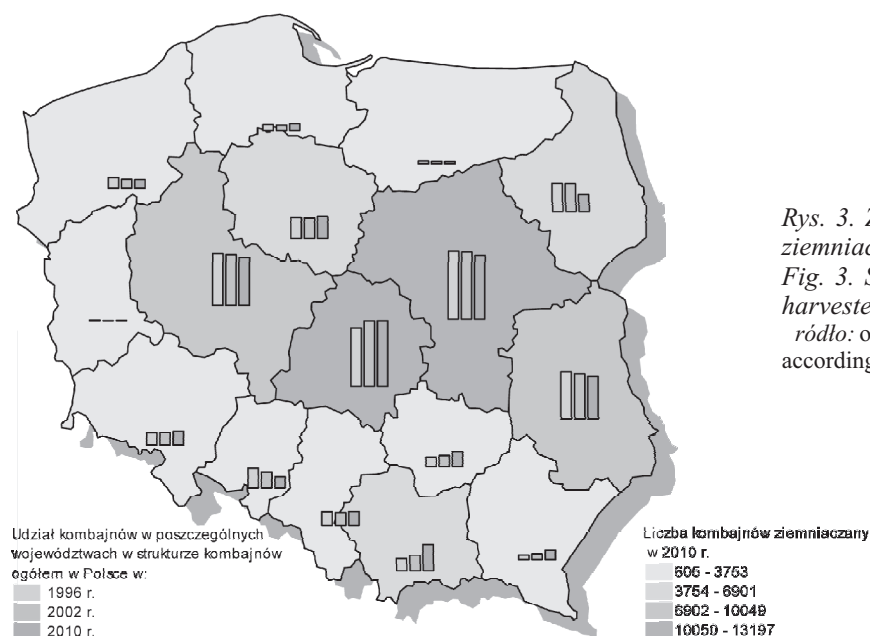 Rys. 3. Z
ziemniac
Fig. 3. S
harveste
ródło: o
according
Udział kombajnów w poszczególnych
województwach w strukturze kombajnów
ogółem w Polsce w:
1996 r.
2002 r.
2010 r.
Liczba kombajnów ziemniaczany
w 2010 r.
605 - 3753
3754 - 6901
6902 - 10049
10050 - 13197